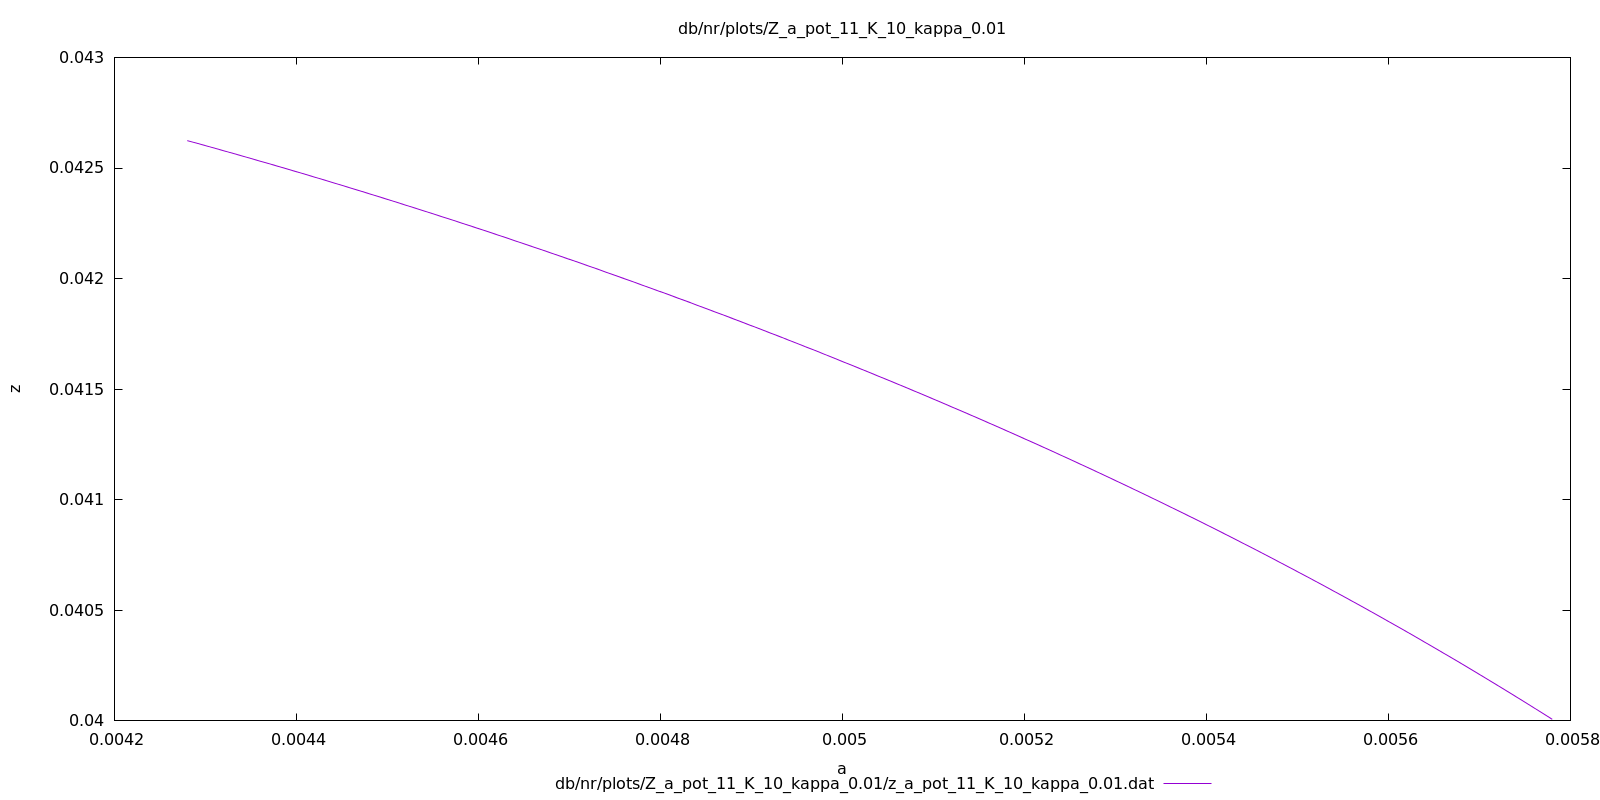 db/nr/plots/Z_a_pot_11_K_10_kappa_0.01
0.043
0.0425
0.042
0.0415
0.041
0.0405
0.04
z
0.0042 0.0044 0.0046 0.0048 0.005 0.0052 0.0054 0.0056 0.0058
a
db/nr/plots/Z_a_pot_11_K_10_kappa_0.01/z_a_pot_11_K_10_kappa_0.01.dat